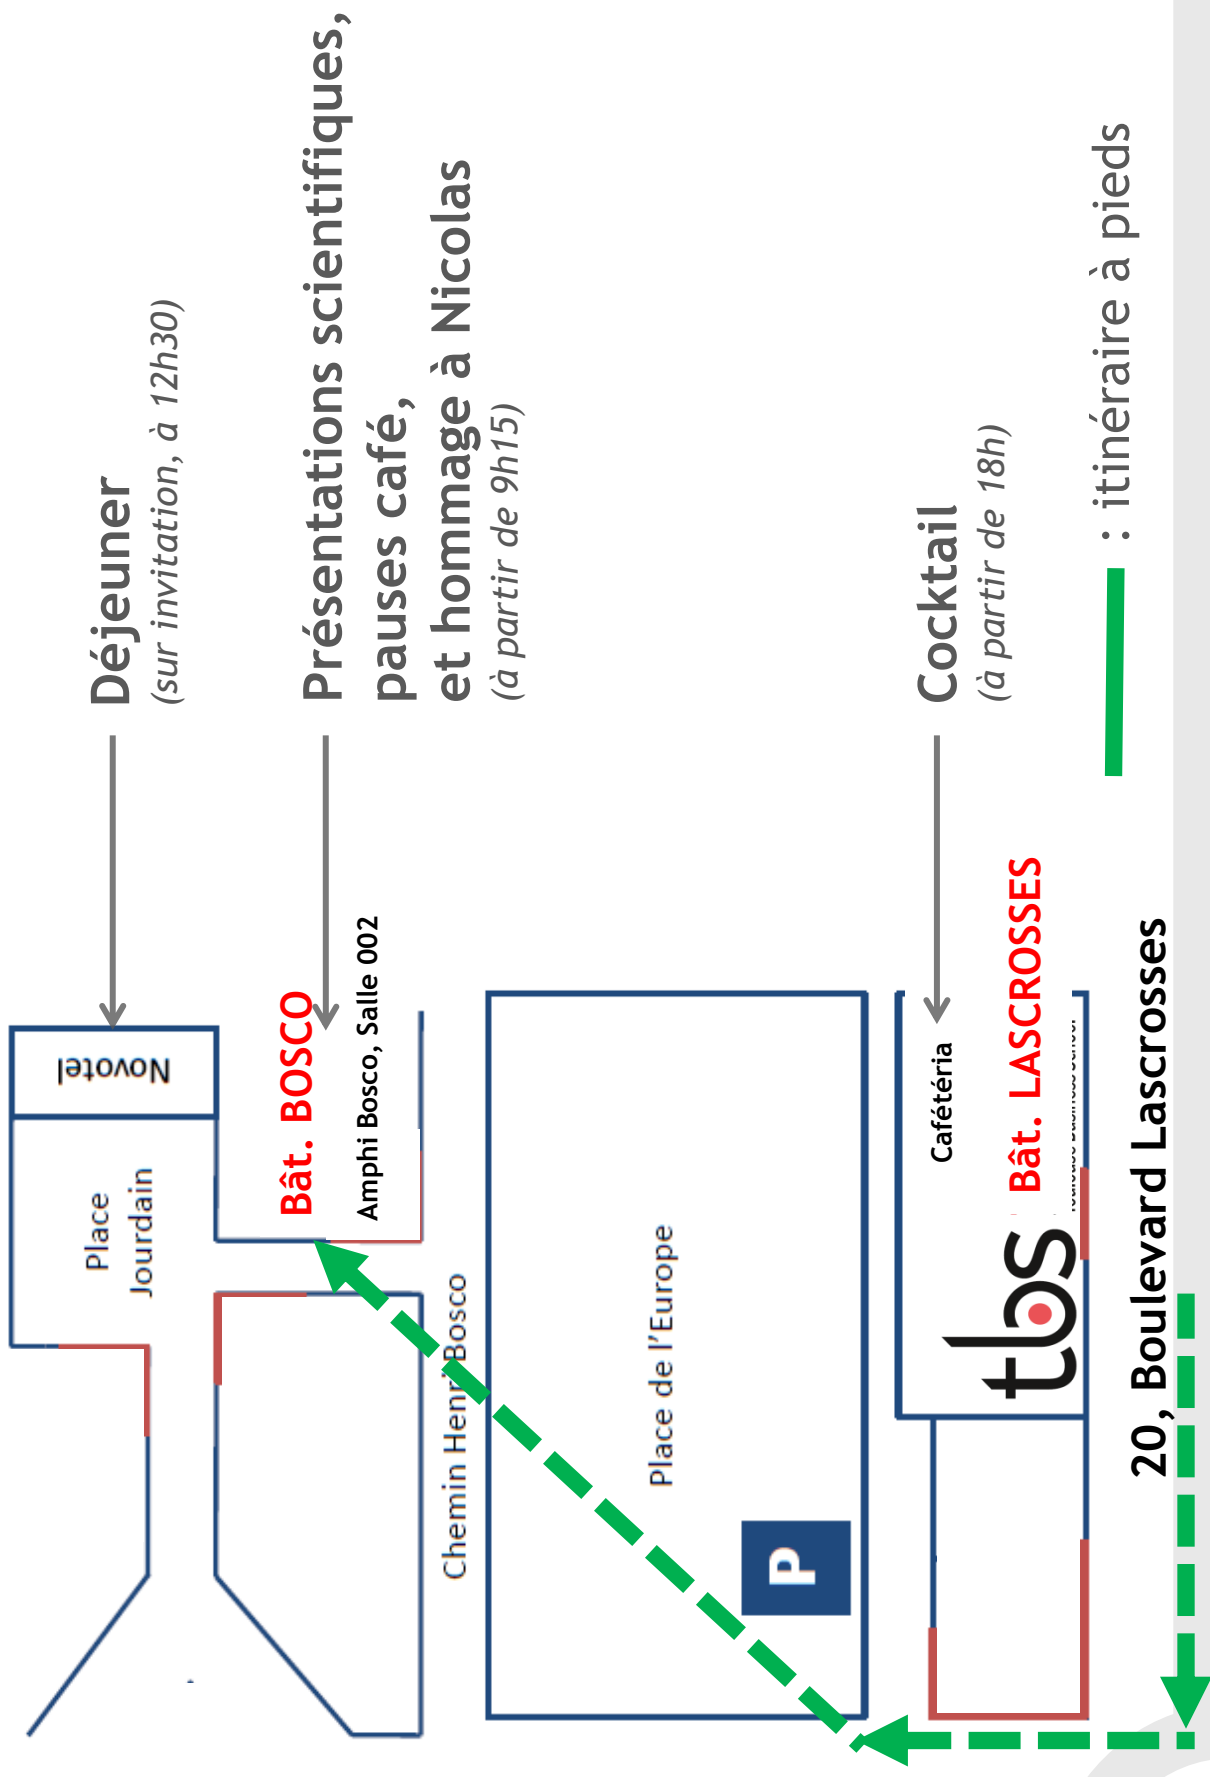 Déjeuner
(sur invitation, à 12h30)
Présentations scientifiques,
pauses café,
et hommage à Nicolas
(à partir de 9h15)
Cocktail
(à partir de 18h)
: itinéraire à pieds
Novotel
Place
Jourdain
Bât. BOSCO
Amphi Bosco, Salle 002
Chemin Henri Bosco
Place de l'Europe
P
Cafétéria
Bât. LASCROSSES
tbs
20, Boulevard Lascrosses